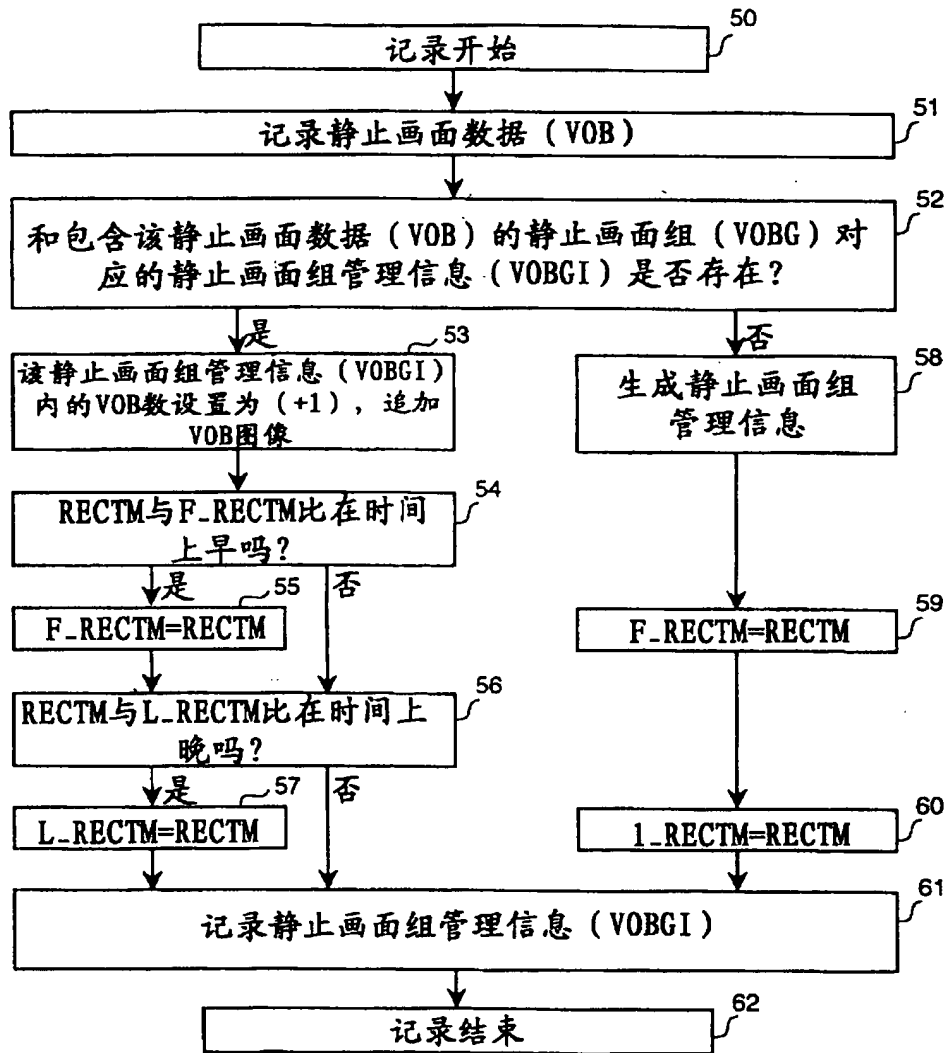 50
记录开始
51
记录静止画面数据（VOB）
52
和包含该静止画面数据（VOB）的静止画面组（VOBG）对
应的静止画面组管理信息（VOBGI）是否存在？
是
否
53
该静止画面组管理信息（VOBGI）
内的VOB数设置为（+1），追加
VOB图像
58
生成静止画面组
管理信息
54
RECTM与F_RECTM比在时间
上早吗？
是
否
55
F_RECTM=RECTM
59
F_RECTM=RECTM
56
RECTM与L_RECTM比在时间上
晚吗？
是
否
57
L_RECTM=RECTM
60
1_RECTM=RECTM
61
记录静止画面组管理信息（VOBGI）
62
记录结束